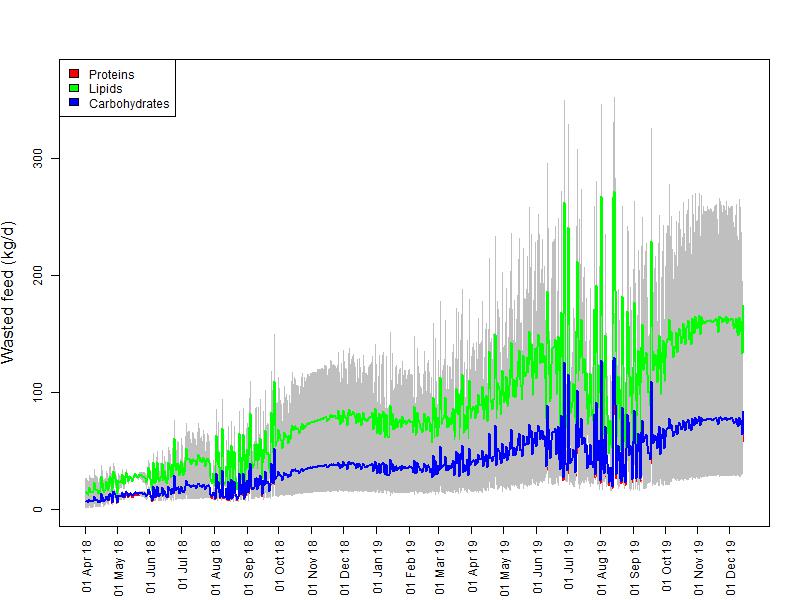 Proteins
Lipids
Carbohydrates
Wasted feed (kg/d)
300
200
100
0
01 Apr 18
01 May 18
01 Jun 18
01 Jul 18
01 Aug 18
01 Sep 18
01 Oct 18
01 Nov 18
01 Dec 18
01 Jan 19
01 Feb 19
01 Mar 19
01 Apr 19
01 May 19
01 Jun 19
01 Jul 19
01 Aug 19
01 Sep 19
01 Oct 19
01 Nov 19
01 Dec 19